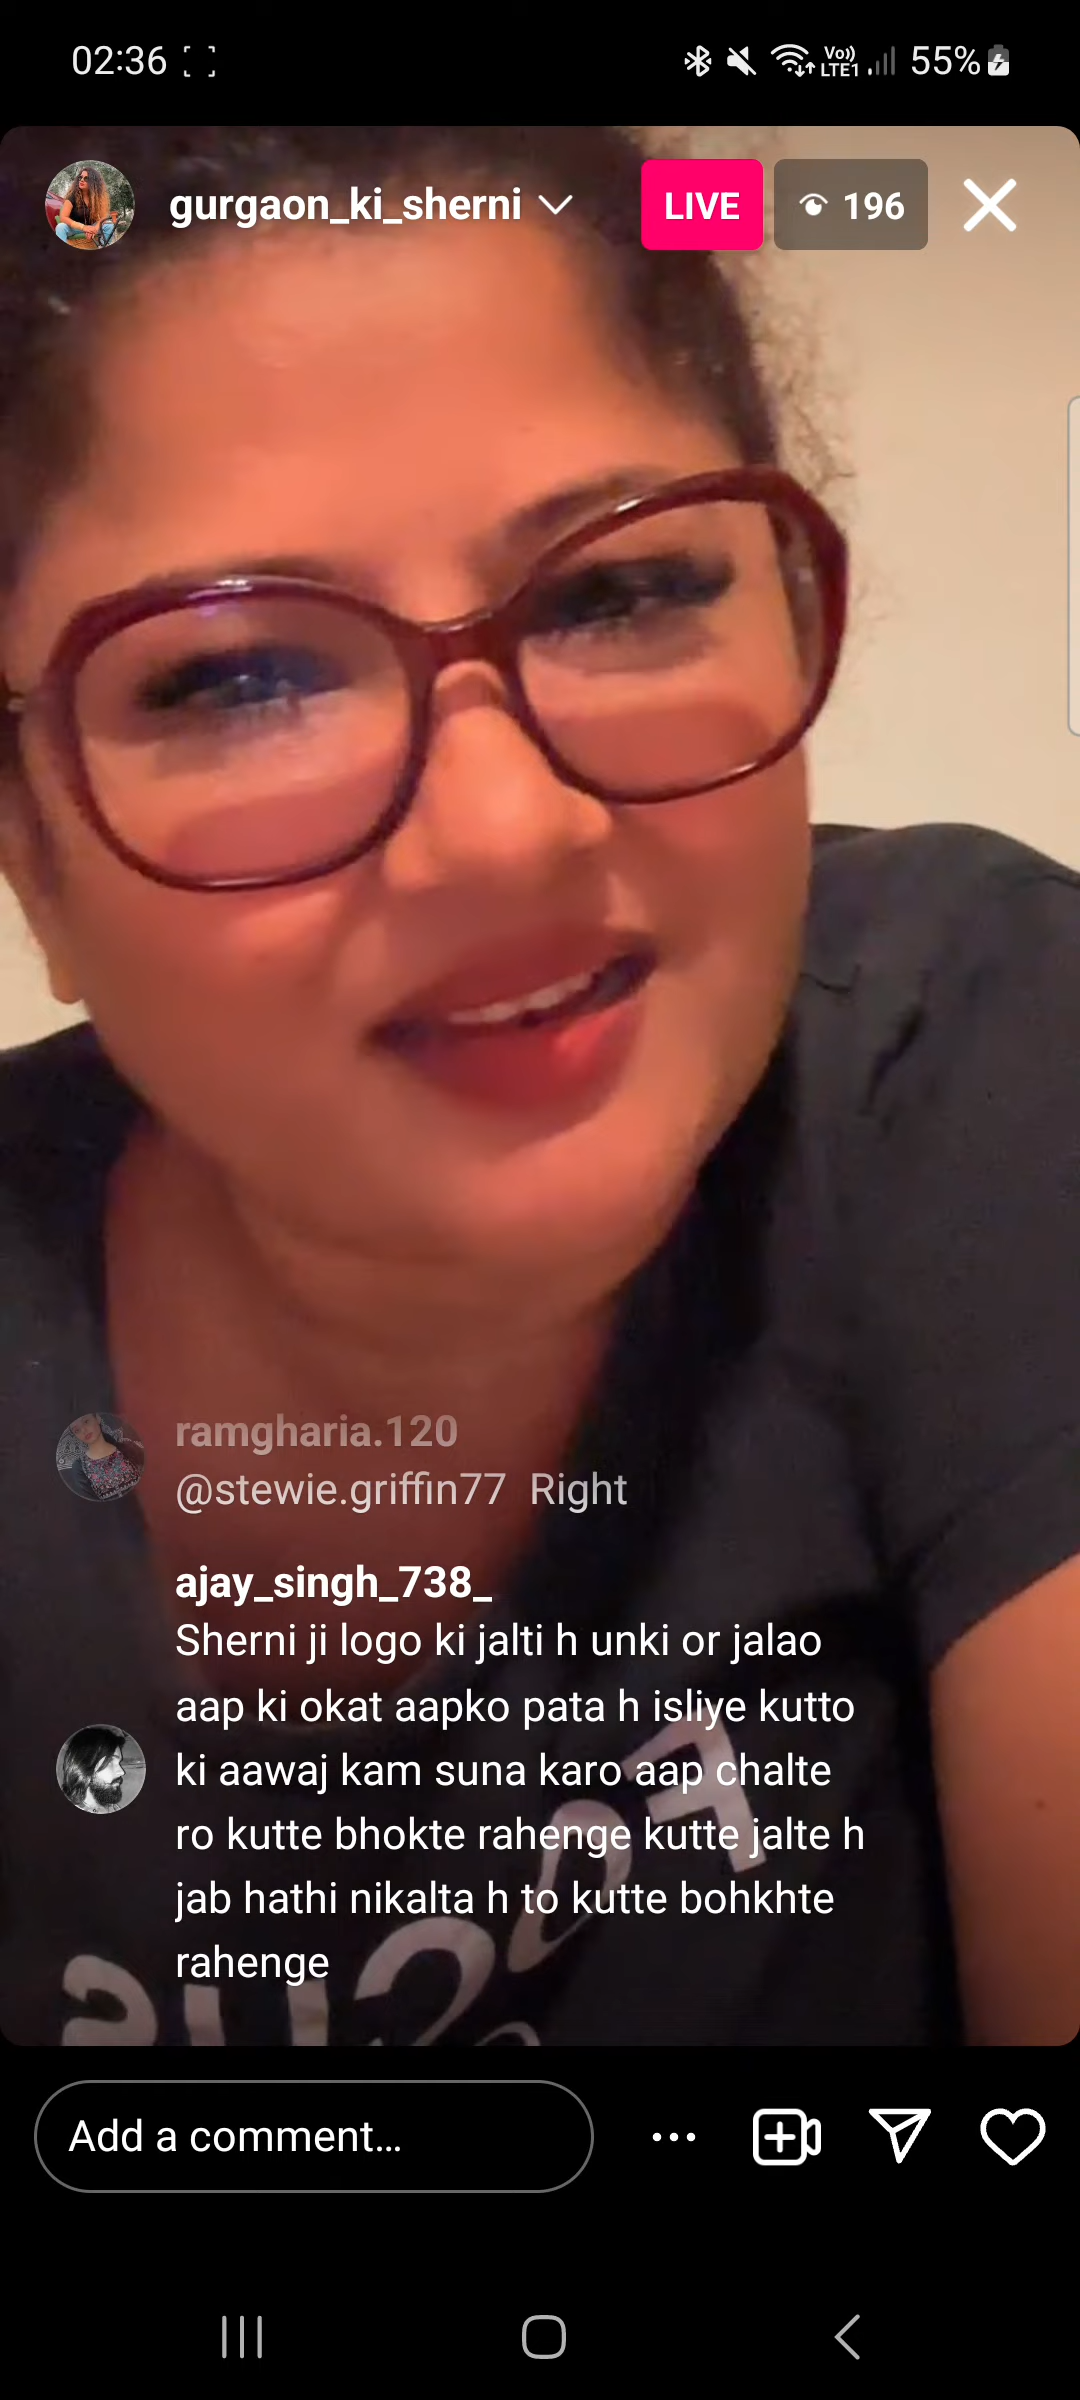 02:36
Vo))
LTE1
55%
gurgaon_ki_sherni
LIVE
196
ramgharia.120
@stewie.griffin77 Right
ajay_singh_738_
Sherni ji logo ki jalti h unki or jalao
aap ki okat aapko pata h isliye kutto
ki aawaj kam suna karo aap chalte
ro kutte bhokte rahenge kutte jalte h
jab hathi nikalta h to kutte bohkhte
rahenge
Add a comment...